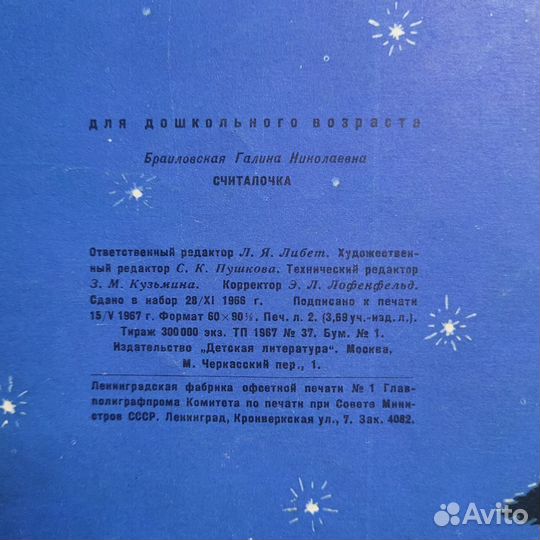 ДЛЯ ДОШКОЛЬНОГО ВОЗРАСТА
Браиловская Галина Николаевна
СЧИТАЛОЧКА
Ответственный редактор Л. Я. Либет. Художествен-
ный редактор С. К. Пушкова. Технический редактор
З. М. Кузьмина. Корректор Э. Л. Лофенфельд.
Сдано в набор 28/XI 1966 г. Подписано к печати
15/V 1967 г. Формат 60×90⅛. Печ. л. 2. (3,69 уч.-изд. л.).
Тираж 300 000 экз. ТП 1967 № 37. Бум. № 1.
Издательство „Детская литература". Москва,
М. Черкасский пер., 1.
Ленинградская фабрика офсетной печати № 1 Глав-
полиграфпрома Комитета по печати при Совете Мини-
стров СССР. Ленинград, Кронверкская ул., 7. Зак. 4082.
Avito